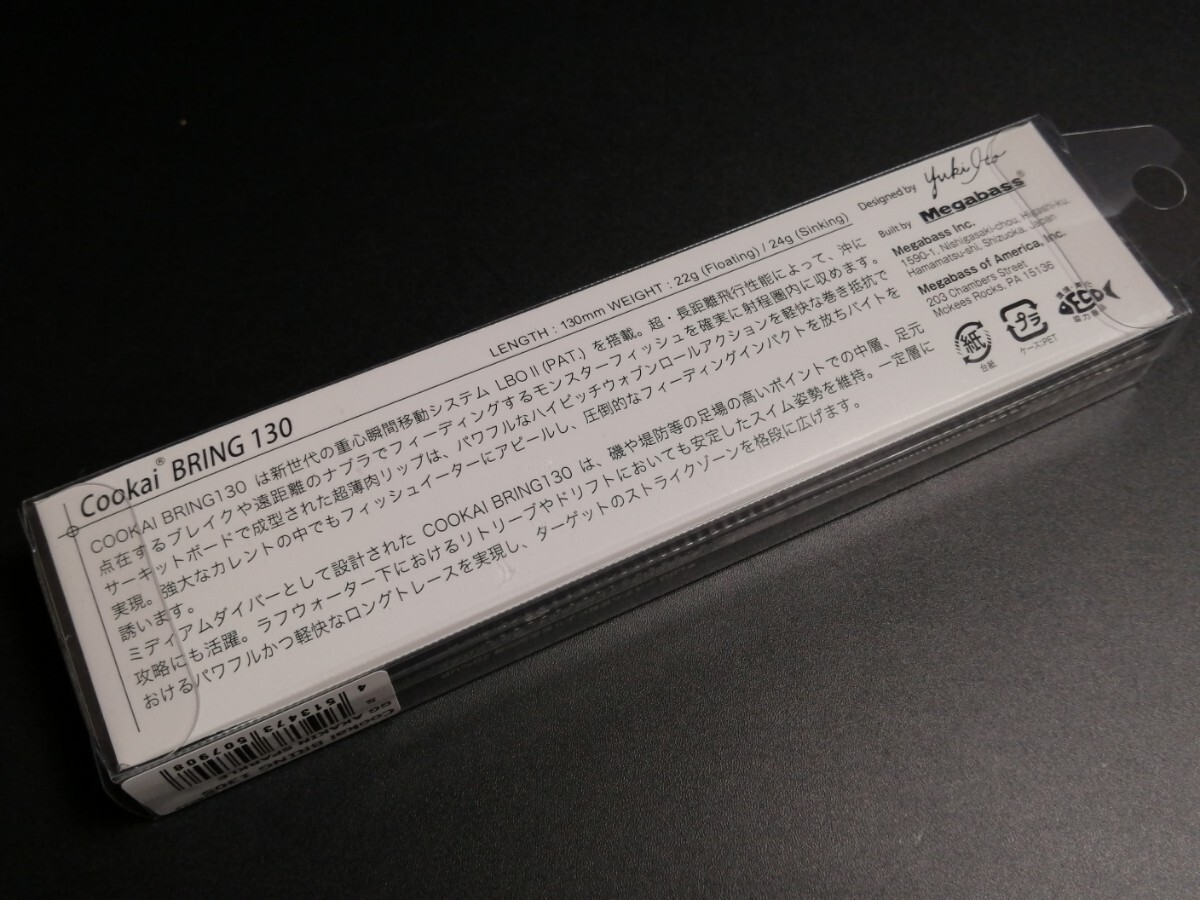 Cookai® BRING 130
LENGTH : 130mm WEIGHT : 22g (Floating) / 24g (Sinking)
COOKAI BRING130 は新世代の重心瞬間移動システム LBO II (PAT.) を搭載。超・長距離飛行性能によって、沖に
点在するブレイクや遠距離のナブラでフィーディングするモンスターフィッシュを確実に射程圏内に収めます。
サーキットボードで成型された超薄肉リップは、パワフルなハイピッチウォブンロールアクションを軽快な巻き抵抗で
実現。強大なカレントの中でもフィッシュイーターにアピールし、圧倒的なフィーディングインパクトを放ちバイトを
誘います。
ミディアムダイバーとして設計された COOKAI BRING130 は、磯や堤防等の足場の高いポイントでの中層、足元
攻略にも活躍。ラフウォーター下におけるリトリーブやドリフトにおいても安定したスイム姿勢を維持。一定層に
おけるパワフルかつ軽快なロングトレースを実現し、ターゲットのストライクゾーンを格段に広げます。
Designed by Yuki Ito
Built by Megabass®
Megabass Inc.
1590-1, Nishigasaki-chou, Higashi-ku,
Hamamatsu-shi, Shizuoka, Japan
Megabass of America, Inc.
203 Chambers Street
Mckees Rocks, PA 15136
紙
台紙
プラ
ケース:PET
ECO
Cookai BRING 130S
GG AKAKIN SPARKLE
4 513473 507908